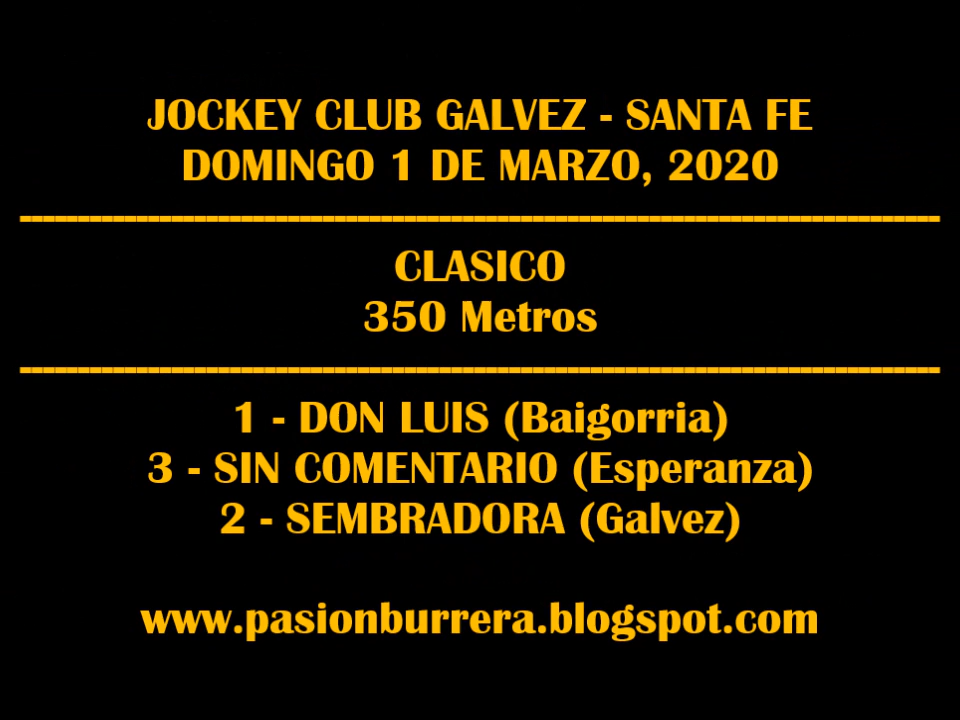 JOCKEY CLUB GALVEZ - SANTA FE
DOMINGO 1 DE MARZO, 2020
CLASICO
350 Metros
1 - DON LUIS (Baigorria)
3 - SIN COMENTARIO (Esperanza)
2 - SEMBRADORA (Galvez)
www.pasionburrera.blogspot.com